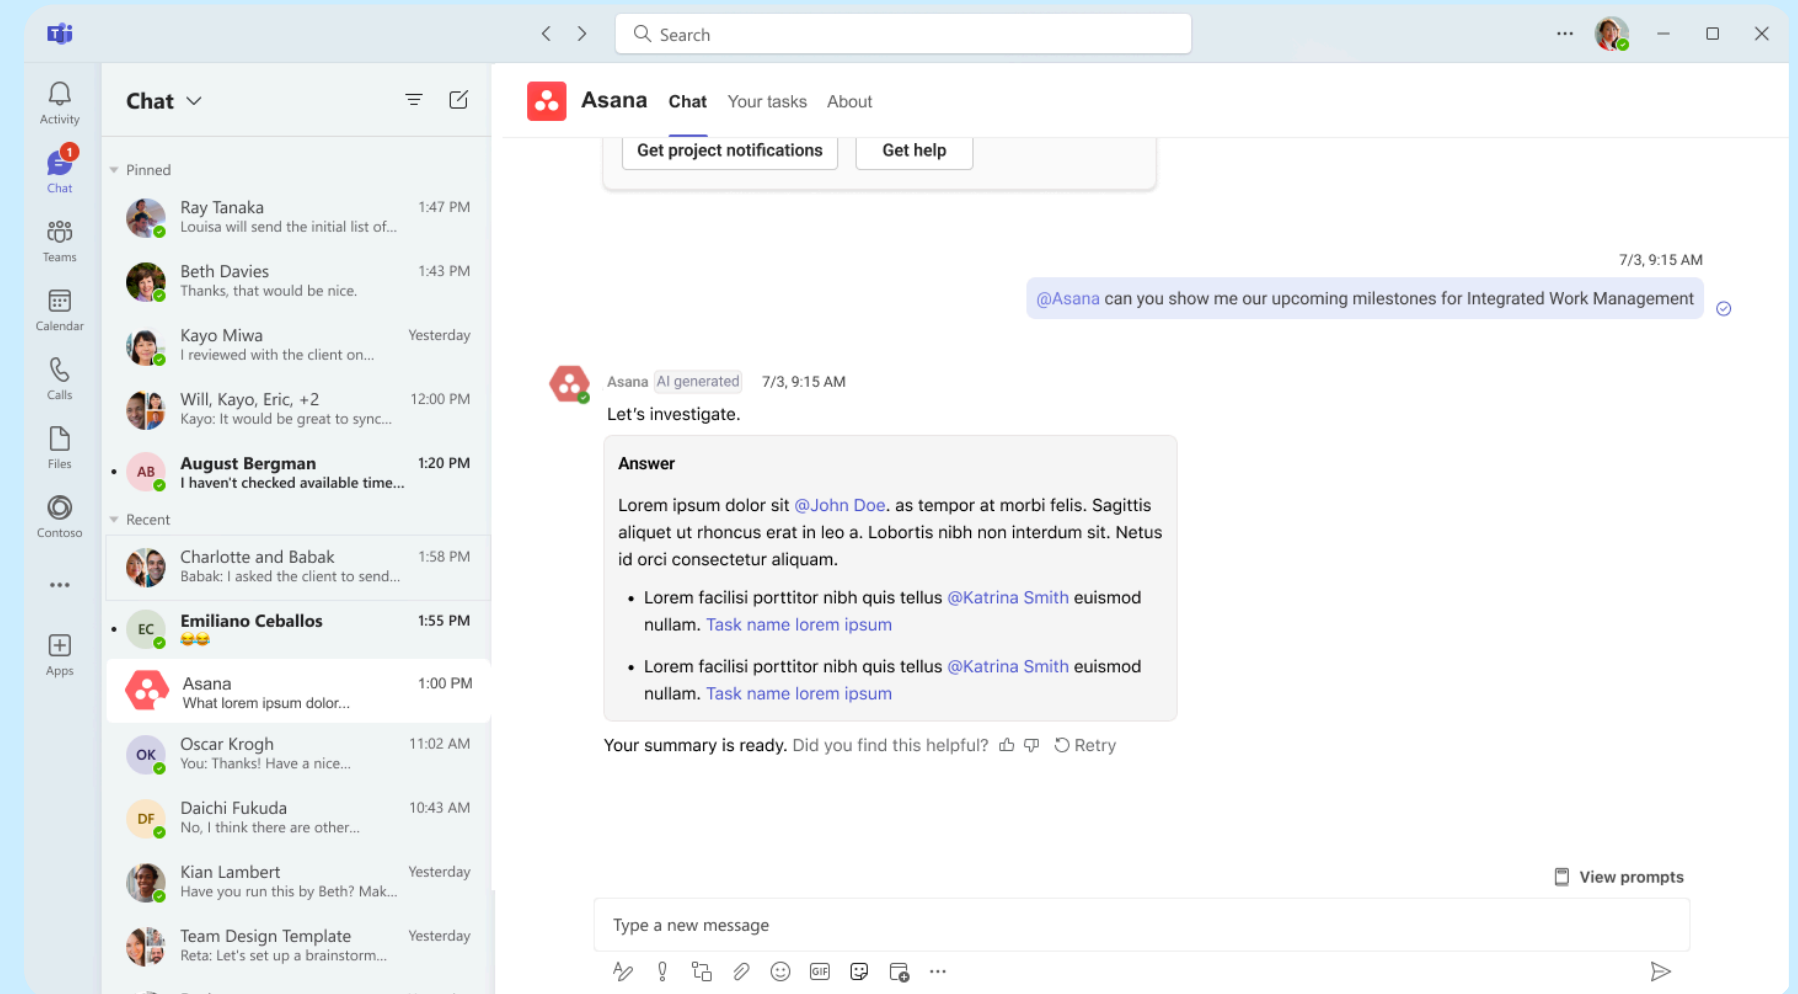 Search
Activity
1
Chat
Teams
Calendar
Calls
Files
Contoso
Apps
Chat
Pinned
Ray Tanaka 1:47 PM
Louisa will send the initial list of...
Beth Davies 1:43 PM
Thanks, that would be nice.
Kayo Miwa Yesterday
I reviewed with the client on...
Will, Kayo, Eric, +2 12:00 PM
Kayo: It would be great to sync...
AB
August Bergman 1:20 PM
I haven't checked available time...
Recent
Charlotte and Babak 1:58 PM
Babak: I asked the client to send...
EC
Emiliano Ceballos 1:55 PM
😂😂
Asana 1:00 PM
What lorem ipsum dolor...
OK
Oscar Krogh 11:02 AM
You: Thanks! Have a nice...
DF
Daichi Fukuda 10:43 AM
No, I think there are other...
Kian Lambert Yesterday
Have you run this by Beth? Mak...
Team Design Template Yesterday
Reta: Let's set up a brainstorm...
Asana Chat Your tasks About
Get project notifications Get help
7/3, 9:15 AM
@Asana can you show me our upcoming milestones for Integrated Work Management
Asana AI generated 7/3, 9:15 AM
Let's investigate.
Answer
Lorem ipsum dolor sit @John Doe. as tempor at morbi felis. Sagittis
aliquet ut rhoncus erat in leo a. Lobortis nibh non interdum sit. Netus
id orci consectetur aliquam.
• Lorem facilisi porttitor nibh quis tellus @Katrina Smith euismod
nullam. Task name lorem ipsum
• Lorem facilisi porttitor nibh quis tellus @Katrina Smith euismod
nullam. Task name lorem ipsum
Your summary is ready. Did you find this helpful? Retry
View prompts
Type a new message
GIF